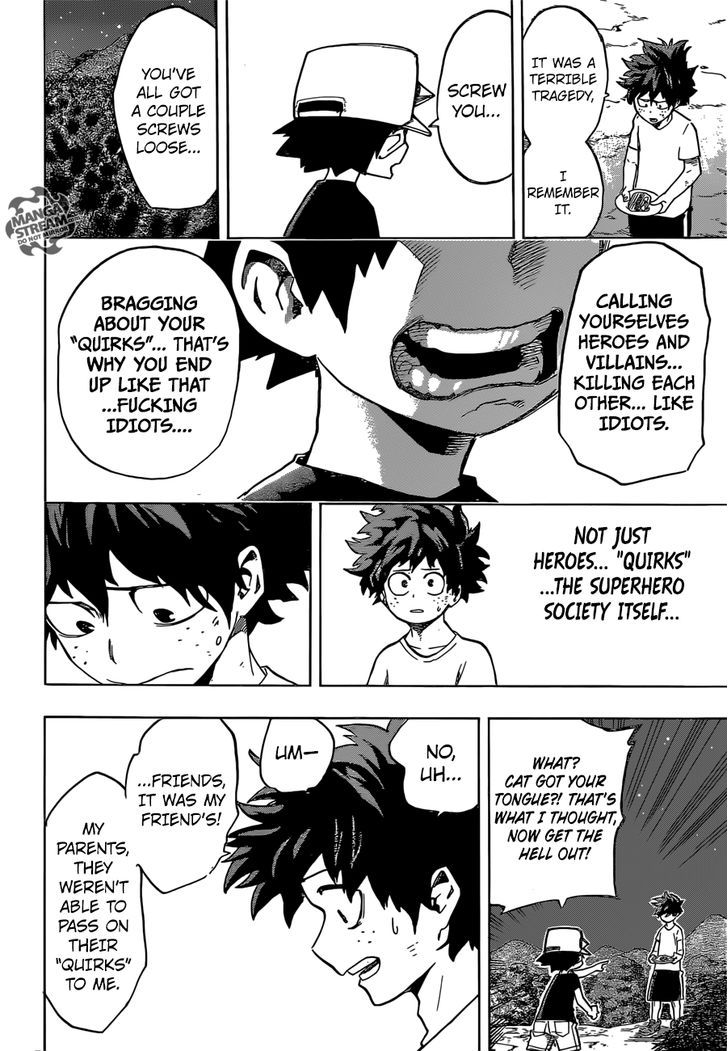 IT WAS A
TERRIBLE
TRAGEDY,
I
REMEMBER
IT.
SCREW
YOU...
YOU'VE
ALL GOT
A COUPLE
SCREWS
LOOSE...
MANGA
STREAM
DO NOT MIRROR
CALLING
YOURSELVES
HEROES AND
VILLAINS...
KILLING EACH
OTHER... LIKE
IDIOTS.
BRAGGING
ABOUT YOUR
"QUIRKS"... THAT'S
WHY YOU END
UP LIKE THAT
...FUCKING
IDIOTS....
NOT JUST
HEROES... "QUIRKS"
...THE SUPERHERO
SOCIETY ITSELF...
WHAT?
CAT GOT YOUR
TONGUE?! THAT'S
WHAT I THOUGHT,
NOW GET THE
HELL OUT!
NO,
UH...
UM—
...FRIENDS,
IT WAS MY
FRIEND'S!
MY
PARENTS,
THEY
WEREN'T
ABLE TO
PASS ON
THEIR
"QUIRKS"
TO ME.